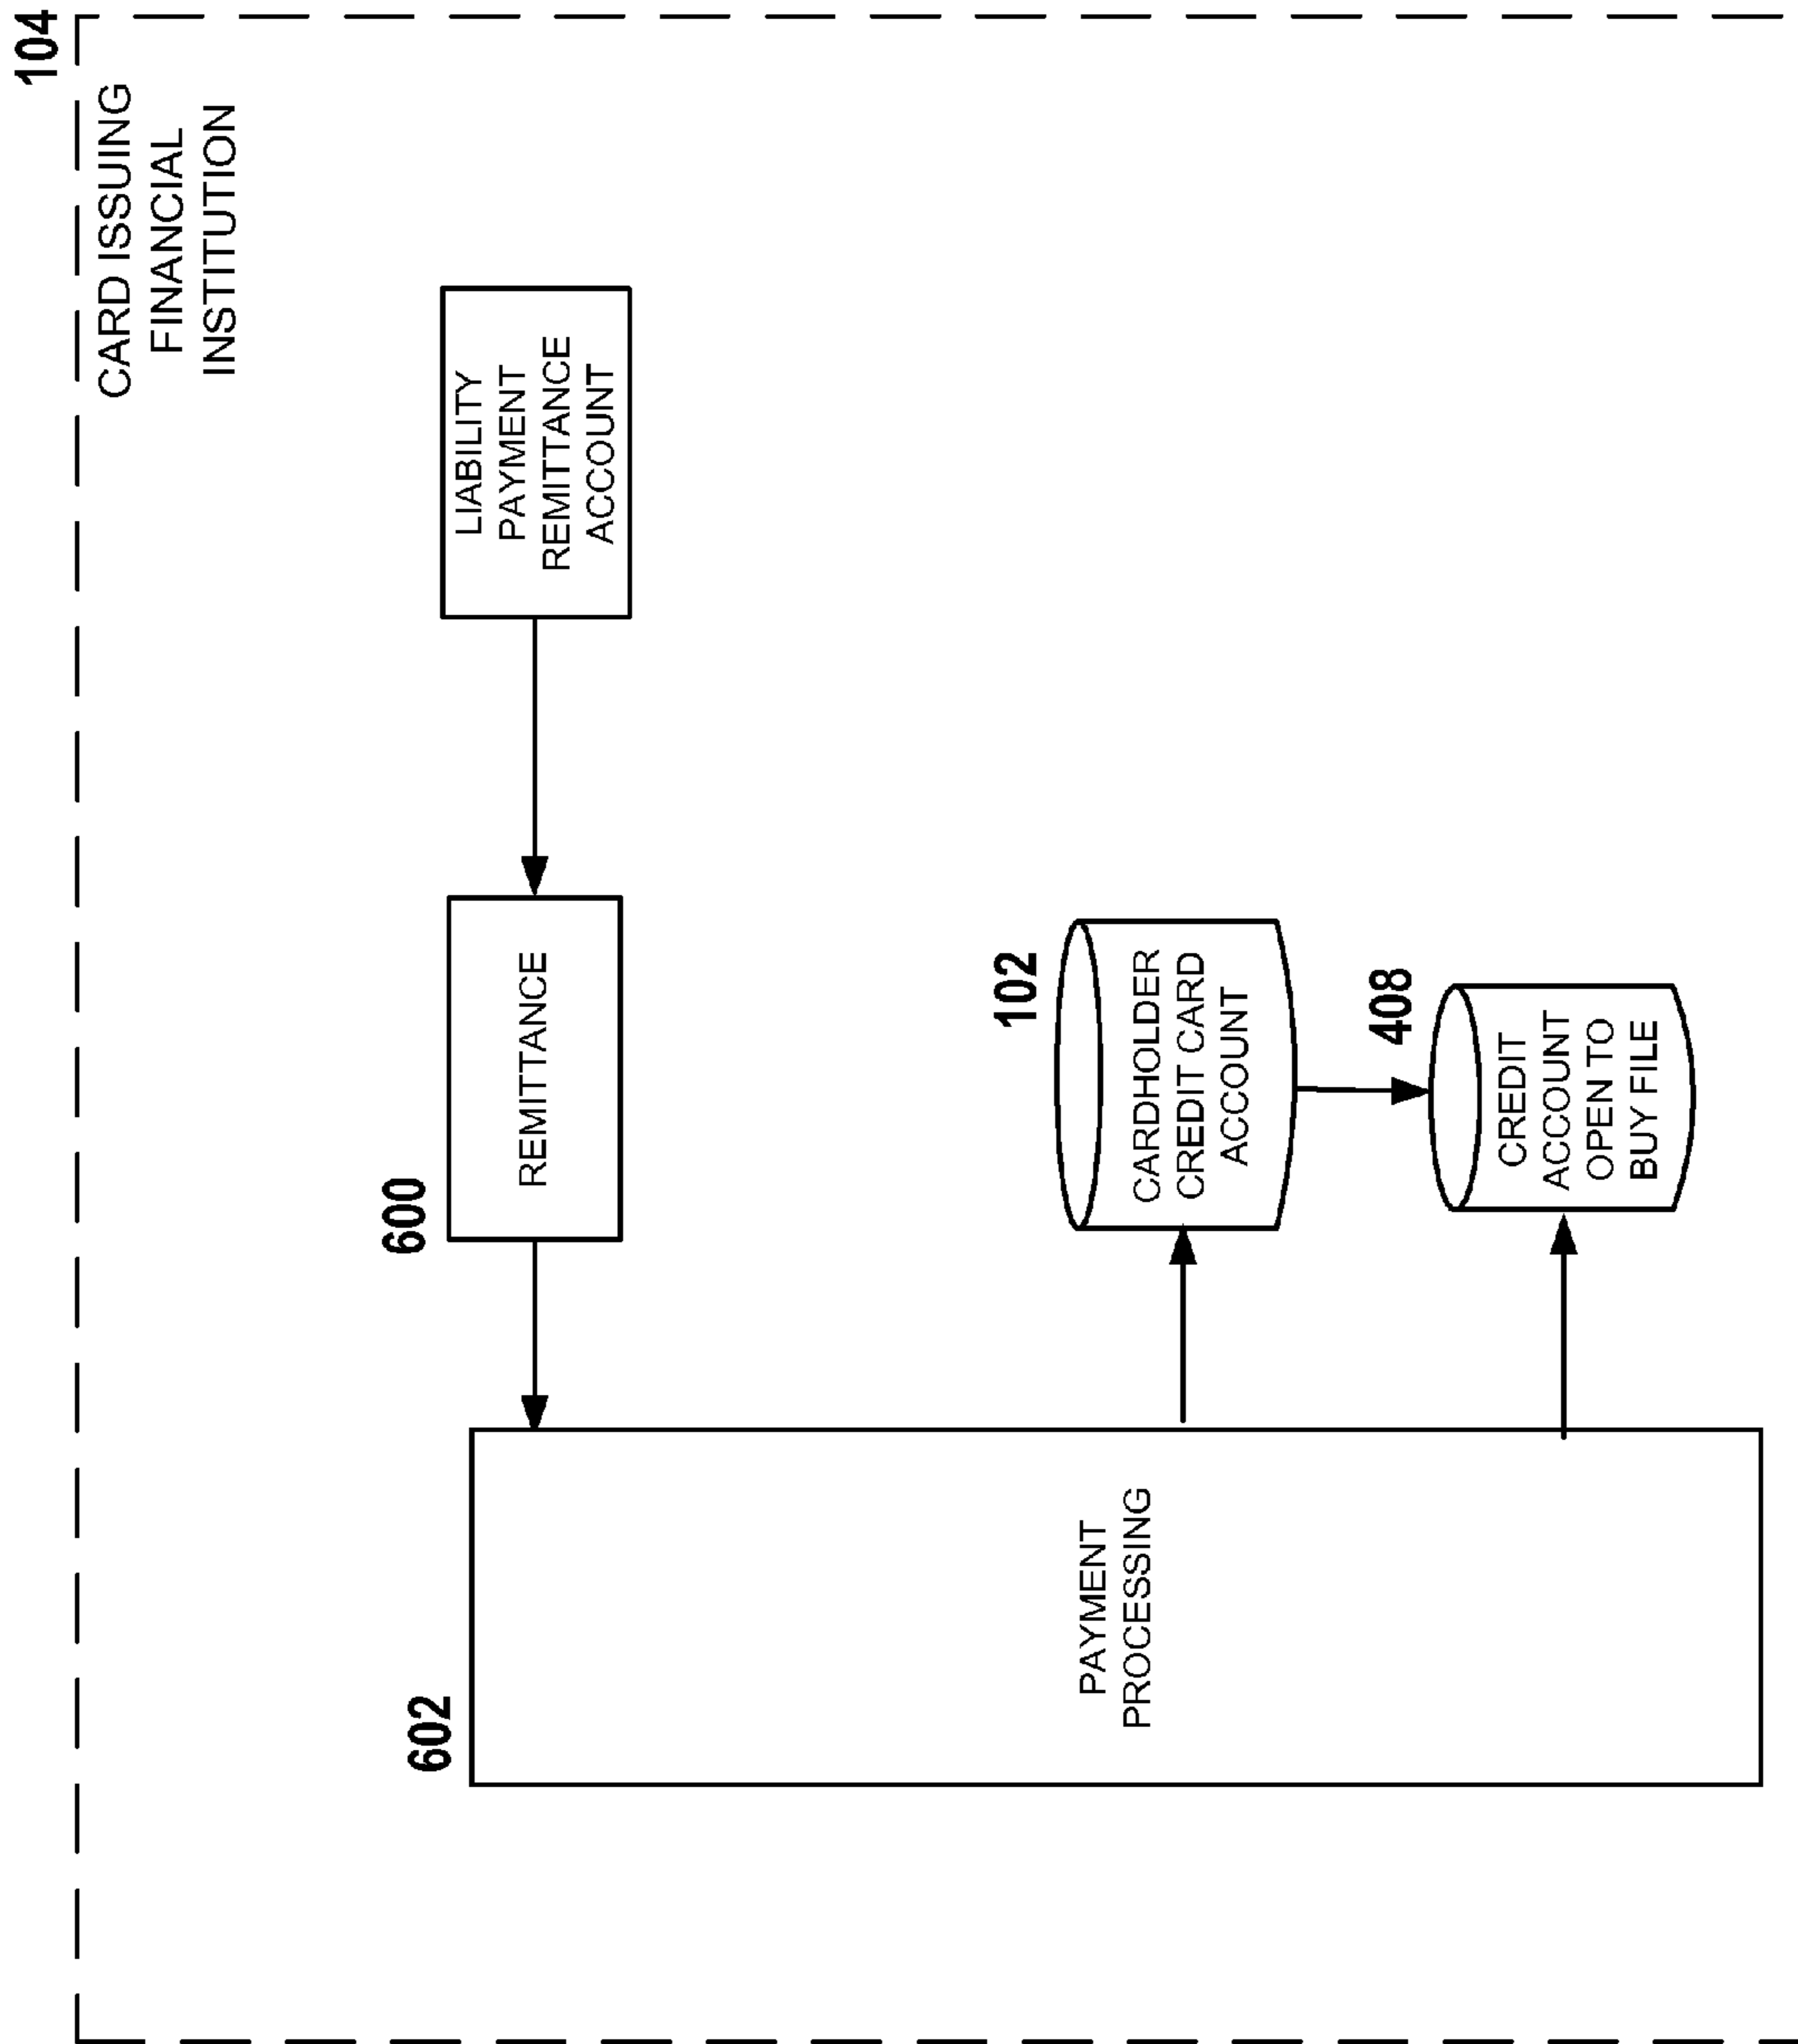 104
CARD ISSUING
FINANCIAL
INSTITUTION
LIABILITY
PAYMENT
REMITTANCE
ACCOUNT
600
REMITTANCE
602
PAYMENT
PROCESSING
102
CARDHOLDER
CREDIT CARD
ACCOUNT
408
CREDIT
ACCOUNT
OPEN TO
BUY FILE